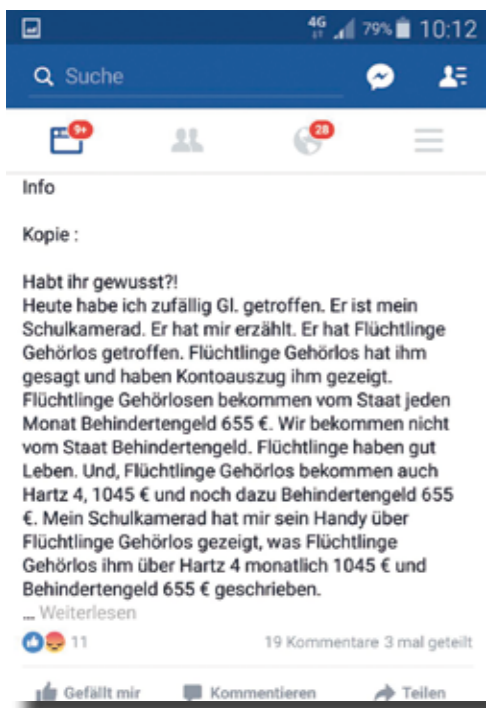 4G 79% 10:12
Suche
9+ 28
Info
Kopie :
Habt ihr gewusst?!
Heute habe ich zufällig Gl. getroffen. Er ist mein
Schulkamerad. Er hat mir erzählt. Er hat Flüchtlinge
Gehörlos getroffen. Flüchtlinge Gehörlos hat ihm
gesagt und haben Kontoauszug ihm gezeigt.
Flüchtlinge Gehörlosen bekommen vom Staat jeden
Monat Behindertengeld 655 €. Wir bekommen nicht
vom Staat Behindertengeld. Flüchtlinge haben gut
Leben. Und, Flüchtlinge Gehörlos bekommen auch
Hartz 4, 1045 € und noch dazu Behindertengeld 655
€. Mein Schulkamerad hat mir sein Handy über
Flüchtlinge Gehörlos gezeigt, was Flüchtlinge
Gehörlos ihm über Hartz 4 monatlich 1045 € und
Behindertengeld 655 € geschrieben.
... Weiterlesen
11 19 Kommentare 3 mal geteilt
Gefällt mir Kommentieren Teilen